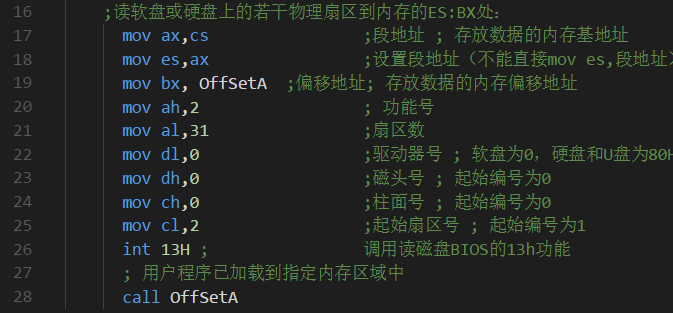 16 ;读软盘或硬盘上的若干物理扇区到内存的ES:BX处：
17 mov ax,cs ;段地址 ; 存放数据的内存基地址
18 mov es,ax ;设置段地址（不能直接mov es,段地址）
19 mov bx, OffSetA ;偏移地址; 存放数据的内存偏移地址
20 mov ah,2 ; 功能号
21 mov al,31 ;扇区数
22 mov dl,0 ;驱动器号 ; 软盘为0，硬盘和U盘为80H
23 mov dh,0 ;磁头号 ; 起始编号为0
24 mov ch,0 ;柱面号 ; 起始编号为0
25 mov cl,2 ;起始扇区号 ; 起始编号为1
26 int 13H ; 调用读磁盘BIOS的13h功能
27 ; 用户程序已加载到指定内存区域中
28 call OffSetA